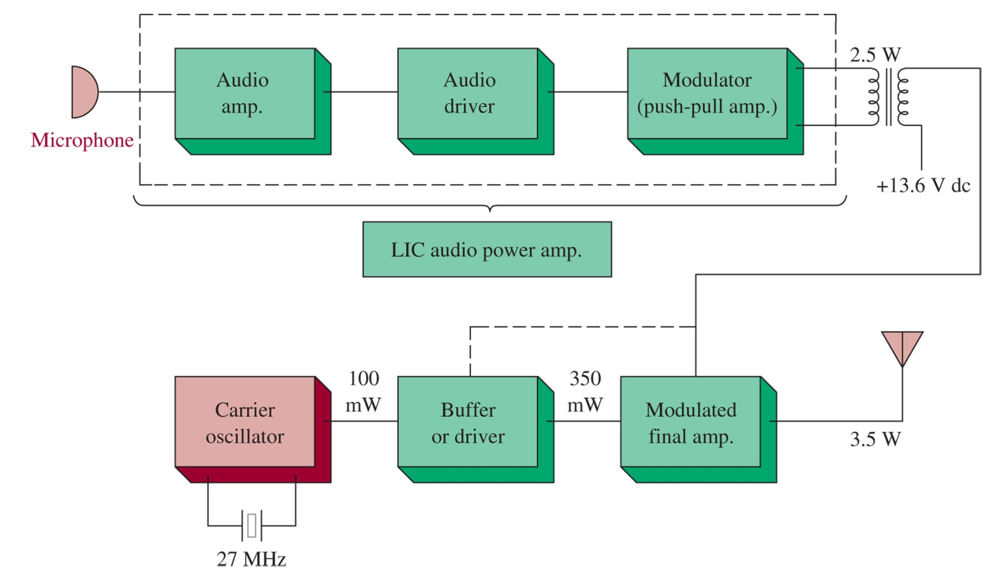 Audio
amp.
Audio
driver
Modulator
(push-pull amp.)
2.5 W
Microphone
+13.6 V dc
LIC audio power amp.
100
mW
350
mW
Carrier
oscillator
Buffer
or driver
Modulated
final amp.
3.5 W
27 MHz